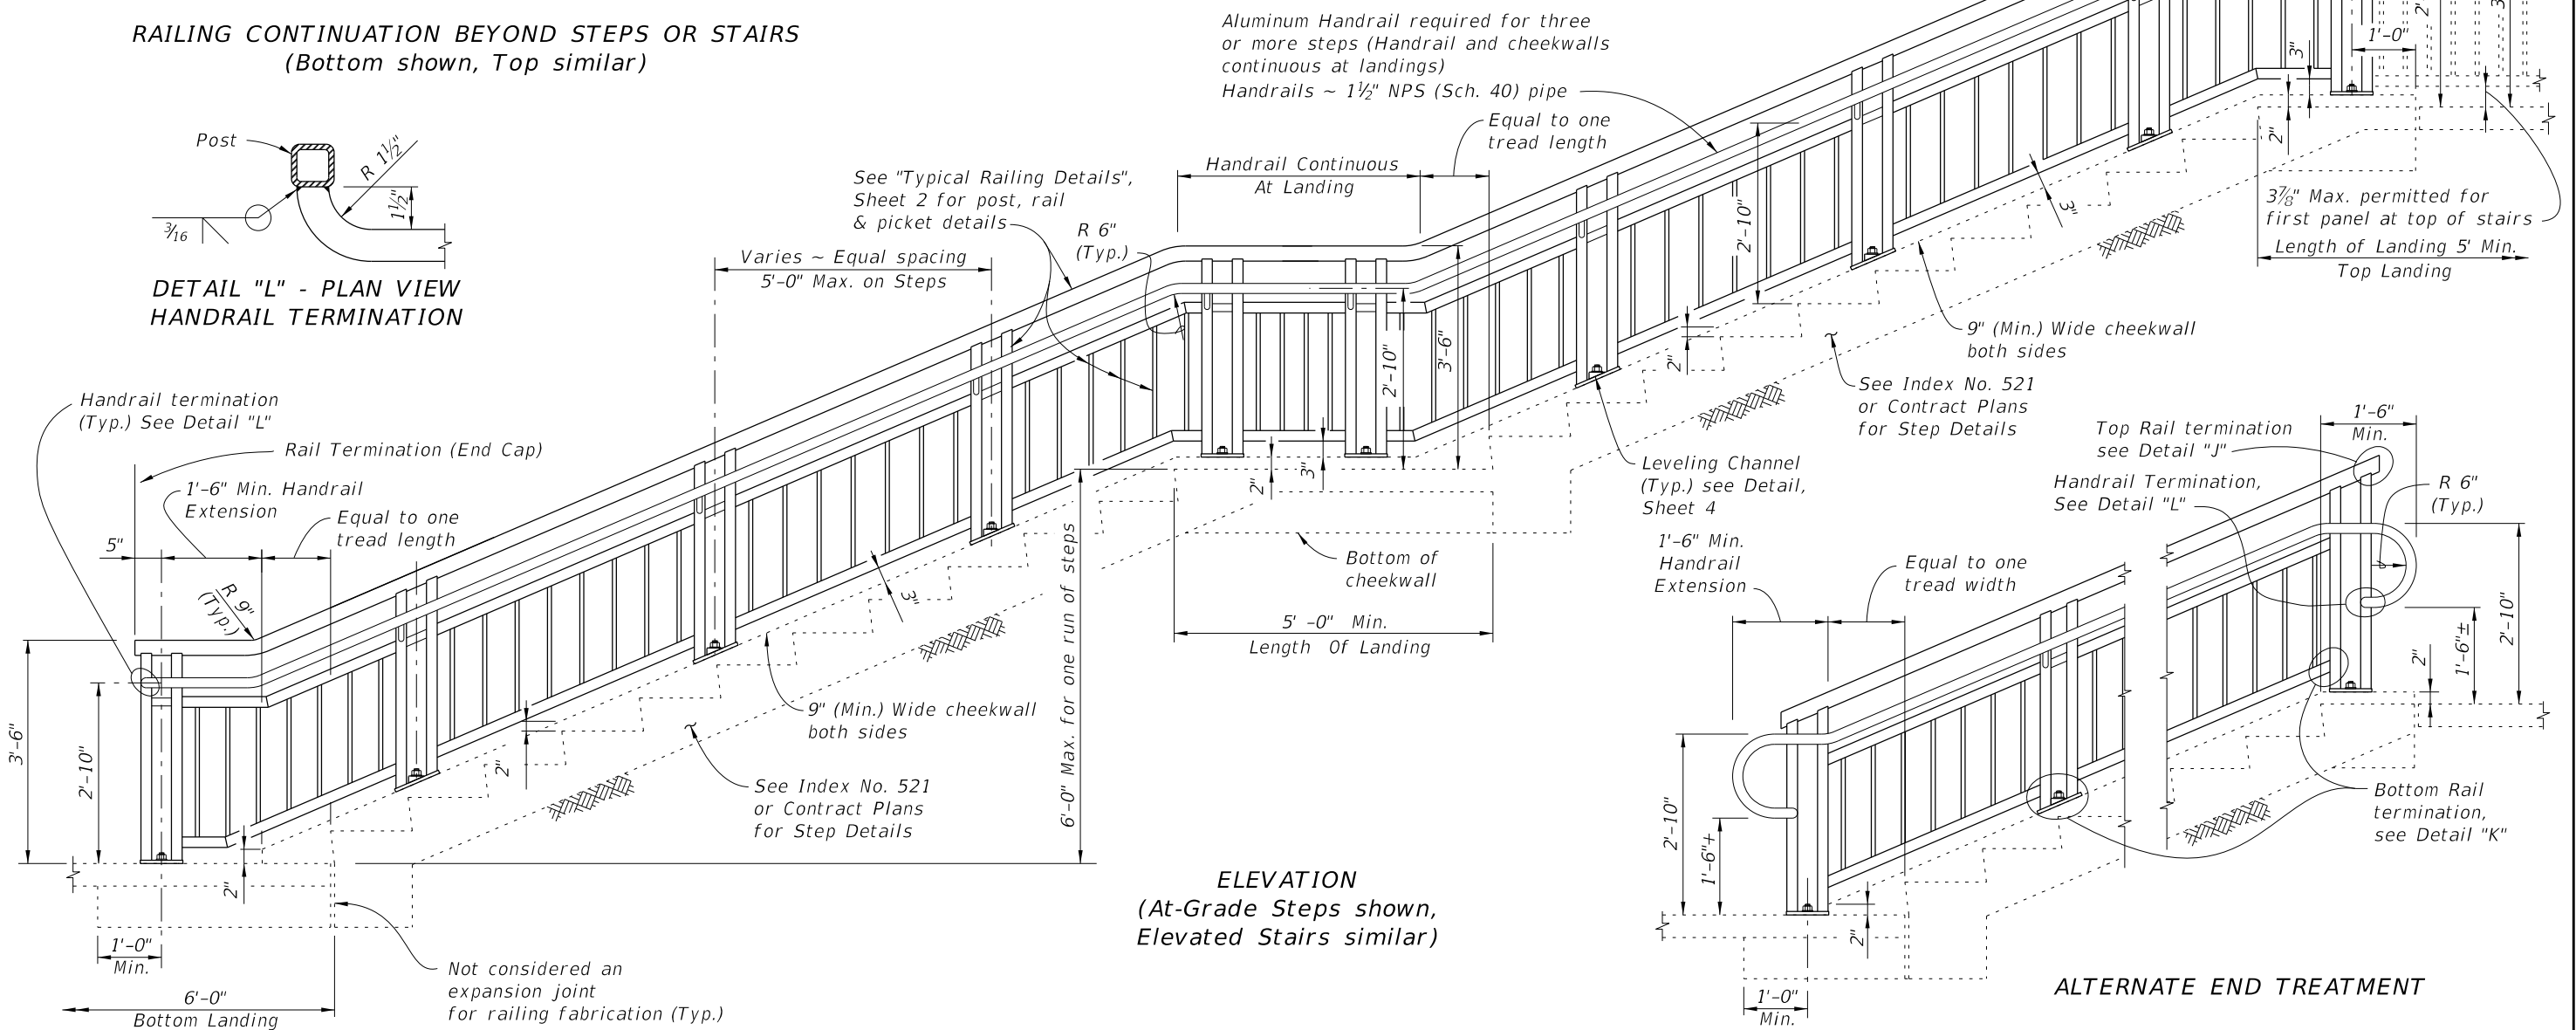 RAILING CONTINUATION BEYOND STEPS OR STAIRS
(Bottom shown, Top similar)
Post
R 1½"
1½"
3/16
DETAIL "L" - PLAN VIEW
HANDRAIL TERMINATION
Aluminum Handrail required for three
or more steps (Handrail and cheekwalls
continuous at landings)
Handrails ~ 1½" NPS (Sch. 40) pipe
Equal to one
tread length
Handrail Continuous
At Landing
See "Typical Railing Details",
Sheet 2 for post, rail
& picket details
R 6"
(Typ.)
Varies ~ Equal spacing
5'-0" Max. on Steps
1'-0"
3"
2"
3⅞" Max. permitted for
first panel at top of stairs
Length of Landing 5' Min.
Top Landing
2'-10"
3"
9" (Min.) Wide cheekwall
both sides
2"
See Index No. 521
or Contract Plans
for Step Details
2'-10"
3'-6"
2"
3"
Leveling Channel
(Typ.) see Detail,
Sheet 4
Bottom of
cheekwall
5' -0" Min.
Length Of Landing
Handrail termination
(Typ.) See Detail "L"
Rail Termination (End Cap)
1'-6" Min. Handrail
Extension
Equal to one
tread length
5"
R 9"
(Typ.)
3'-6"
2'-10"
3"
9" (Min.) Wide cheekwall
both sides
2"
See Index No. 521
or Contract Plans
for Step Details
6'-0" Max. for one run of steps
2"
1'-0"
Min.
6'-0"
Bottom Landing
Not considered an
expansion joint
for railing fabrication (Typ.)
ELEVATION
(At-Grade Steps shown,
Elevated Stairs similar)
1'-6"
Min.
Top Rail termination
see Detail "J"
Handrail Termination,
See Detail "L"
R 6"
(Typ.)
1'-6" Min.
Handrail
Extension
Equal to one
tread width
2"
1'-6"±
2'-10"
2'-10"
1'-6"±
2"
Bottom Rail
termination,
see Detail "K"
1'-0"
Min.
ALTERNATE END TREATMENT